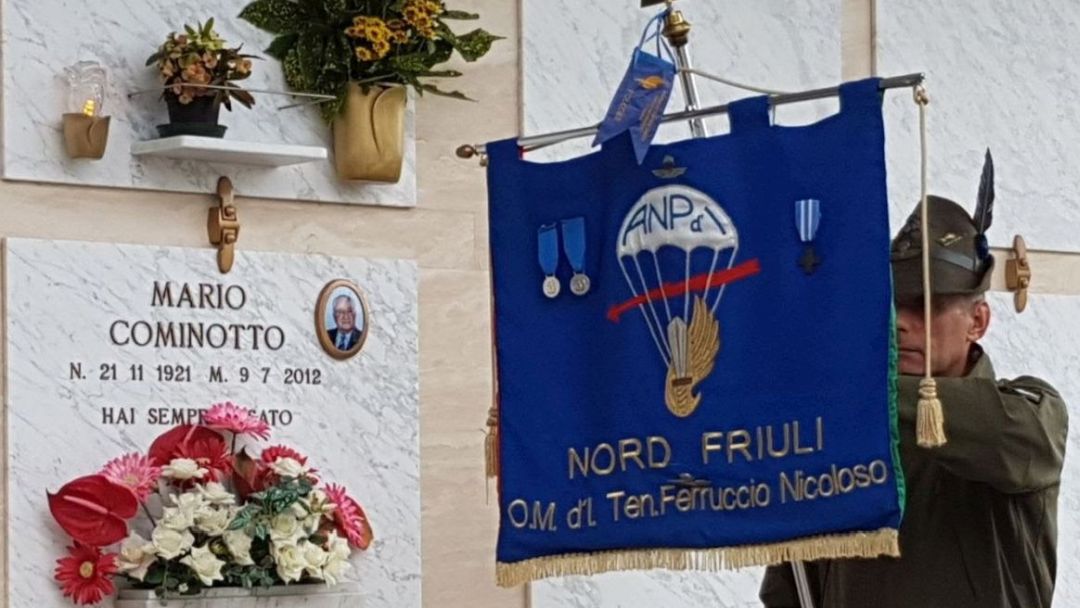 MARIO
COMINOTTO
N. 21 11 1921 M. 9 7 2012
HAI SEMPRE
ANPd'I
NORD FRIULI
O.M. d'I. Ten. Ferruccio Nicoloso